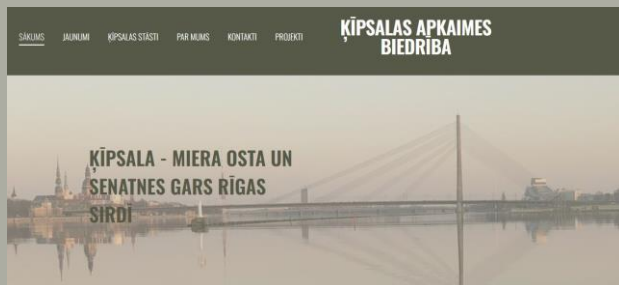 SĀKUMS JAUNUMI ĶĪPSALAS STĀSTI PAR MUMS KONTAKTI PROJEKTI
ĶĪPSALAS APKAIMES
BIEDRĪBA
ĶĪPSALA - MIERA OSTA UN
SENATNES GARS RĪGAS
SIRDĪ